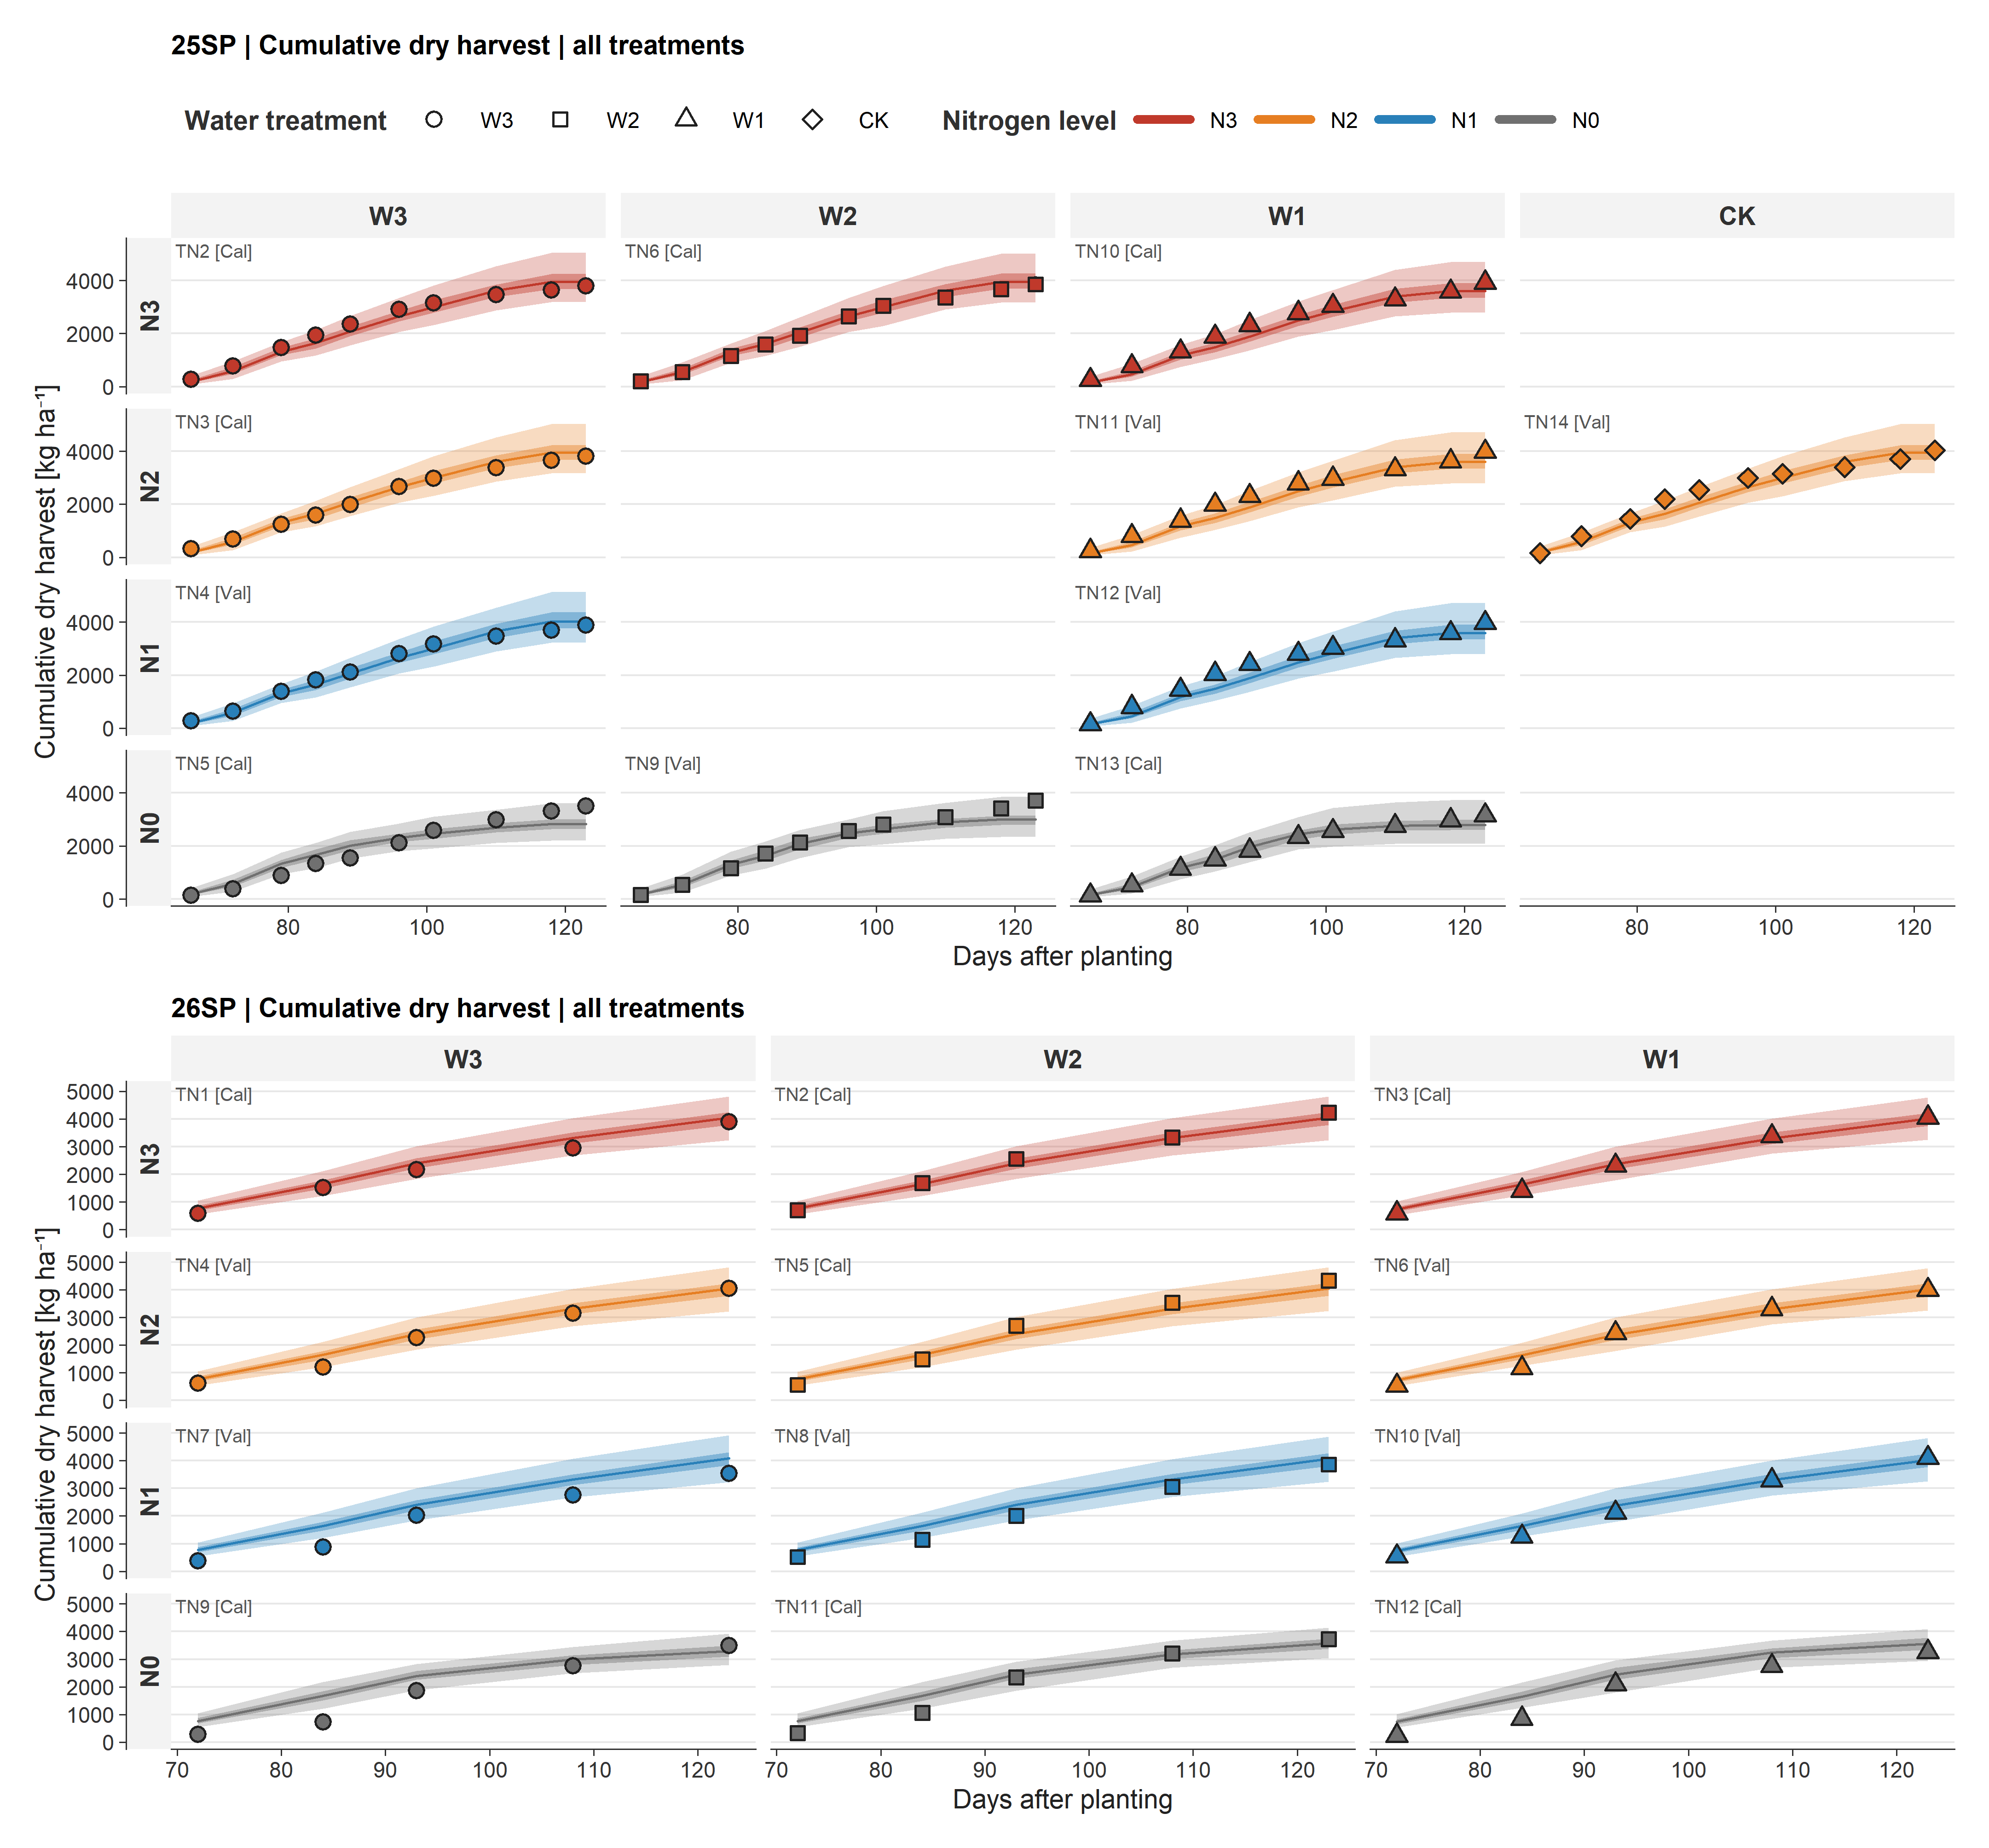 25SP | Cumulative dry harvest | all treatments
Water treatment W3 W2 W1 CK Nitrogen level N3 N2 N1 N0
W3 W2 W1 CK
TN2 [Cal] TN6 [Cal] TN10 [Cal]
N3
4000
2000
0
TN3 [Cal] TN11 [Val] TN14 [Val]
N2
4000
2000
0
TN4 [Val] TN12 [Val]
N1
4000
2000
0
TN5 [Cal] TN9 [Val] TN13 [Cal]
N0
4000
2000
0
Cumulative dry harvest [kg ha⁻¹]
80 100 120 80 100 120 80 100 120 80 100 120
Days after planting
26SP | Cumulative dry harvest | all treatments
W3 W2 W1
TN1 [Cal] TN2 [Cal] TN3 [Cal]
N3
5000
4000
3000
2000
1000
0
TN4 [Val] TN5 [Cal] TN6 [Val]
N2
5000
4000
3000
2000
1000
0
TN7 [Val] TN8 [Val] TN10 [Val]
N1
5000
4000
3000
2000
1000
0
TN9 [Cal] TN11 [Cal] TN12 [Cal]
N0
5000
4000
3000
2000
1000
0
Cumulative dry harvest [kg ha⁻¹]
70 80 90 100 110 120 70 80 90 100 110 120 70 80 90 100 110 120
Days after planting